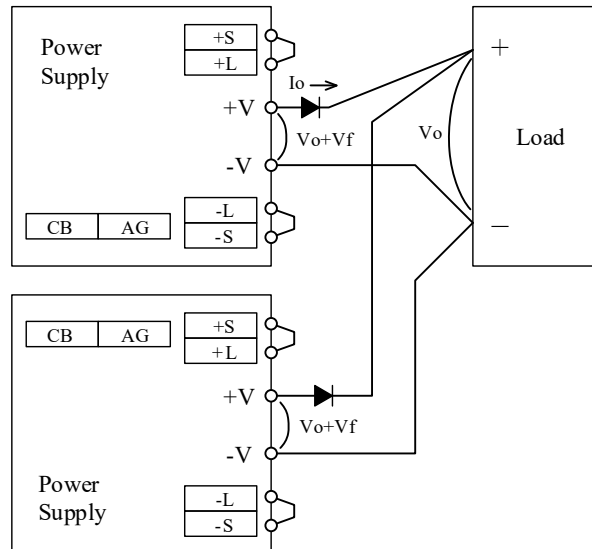 Power
Supply
+S
+L
+V
-V
-L
-S
CB AG
Io
Vo+Vf
Vo
+
Load
−
CB AG
+S
+L
+V
-V
Vo+Vf
Power
Supply
-L
-S